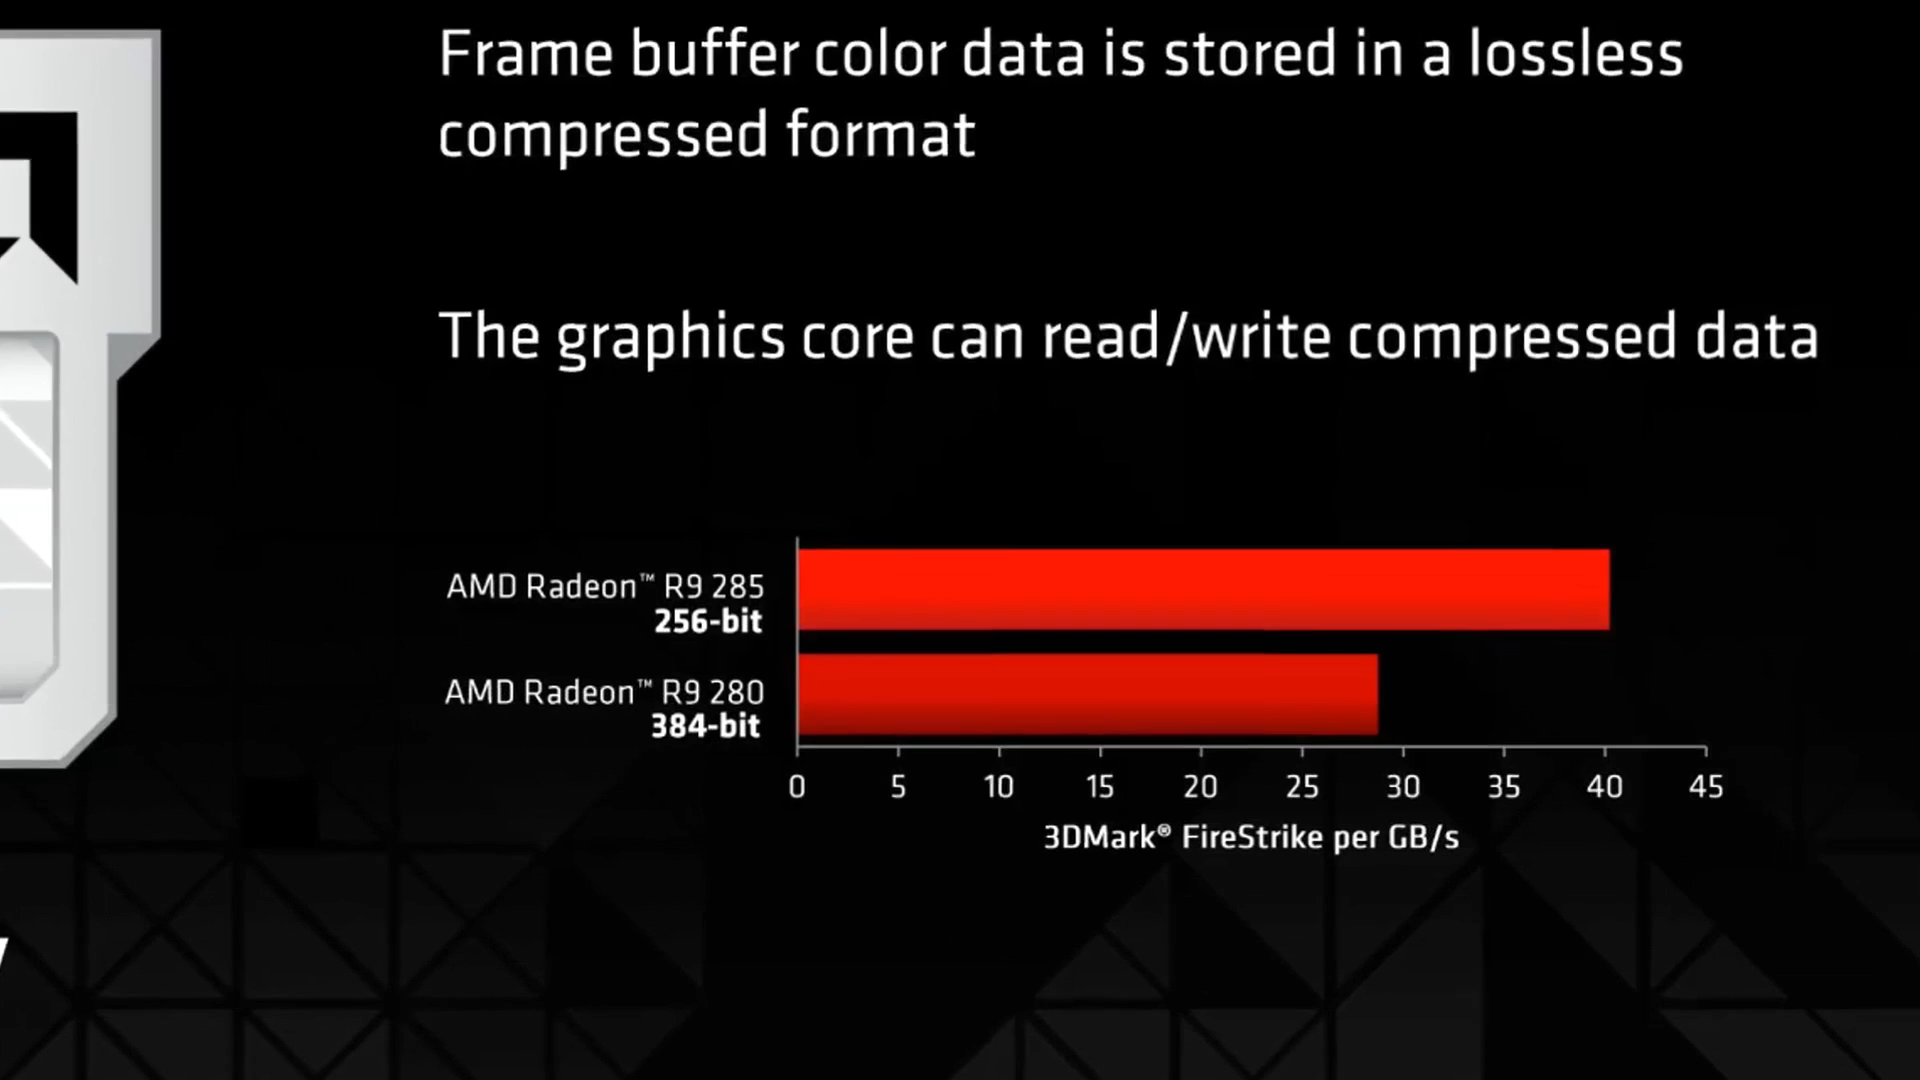 Frame buffer color data is stored in a lossless
compressed format
The graphics core can read/write compressed data
AMD Radeon™ R9 285
256-bit
AMD Radeon™ R9 280
384-bit
0 5 10 15 20 25 30 35 40 45
3DMark® FireStrike per GB/s